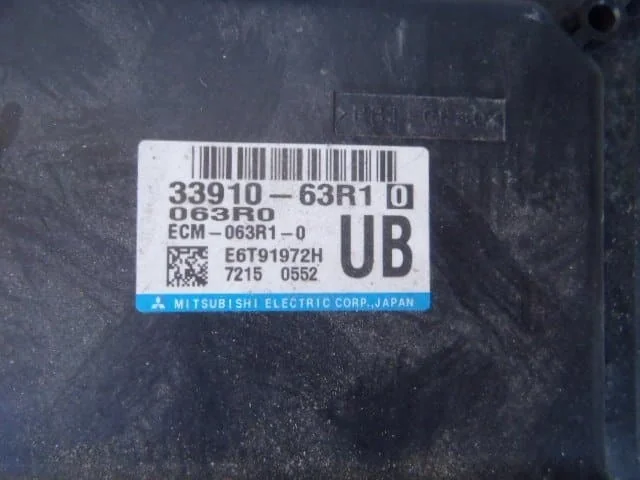 33910-63R1 0
063R0
ECM-063R1-0
E6T91972H
7215 0552
UB
MITSUBISHI ELECTRIC CORP.,JAPAN